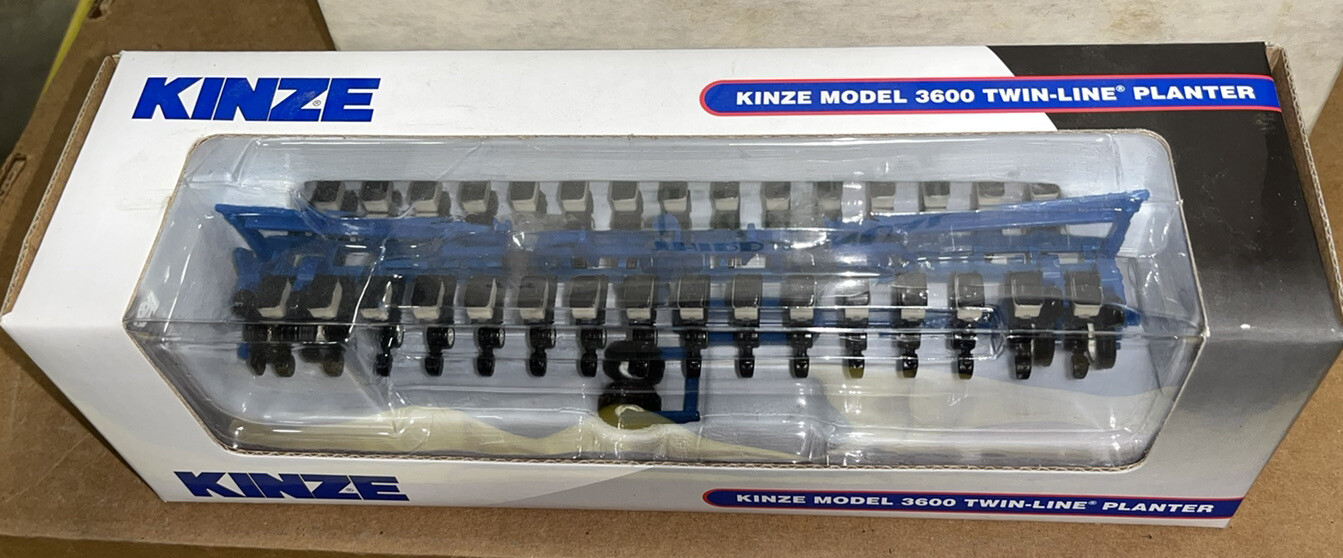 KINZE®
KINZE MODEL 3600 TWIN-LINE® PLANTER
KINZE
KINZE MODEL 3600 TWIN-LINE® PLANTER